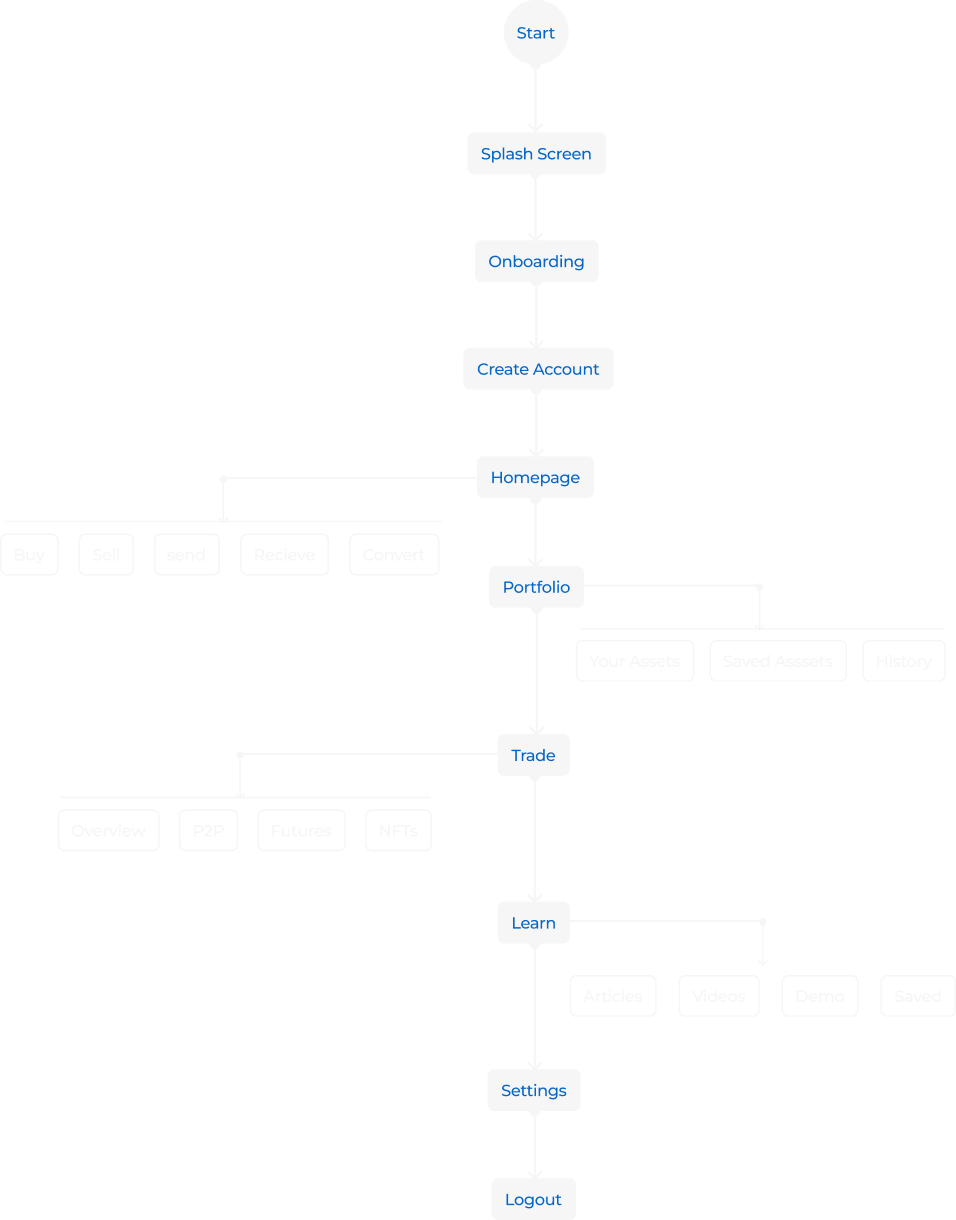 Start
Splash Screen
Onboarding
Create Account
Homepage
Buy
Sell
send
Recieve
Convert
Portfolio
Your Assets
Saved Asssets
History
Trade
Overview
P2P
Futures
NFTs
Learn
Articles
Videos
Demo
Saved
Settings
Logout